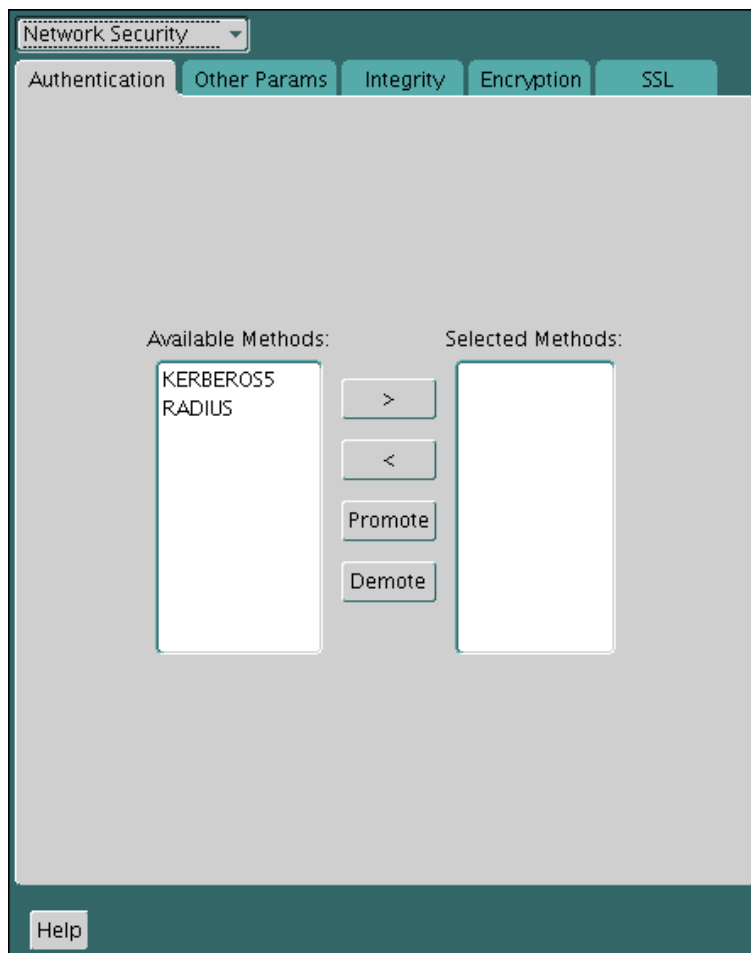 Network Security
Authentication Other Params Integrity Encryption SSL
Available Methods: Selected Methods:
KERBEROS5
RADIUS
>
<
Promote
Demote
Help